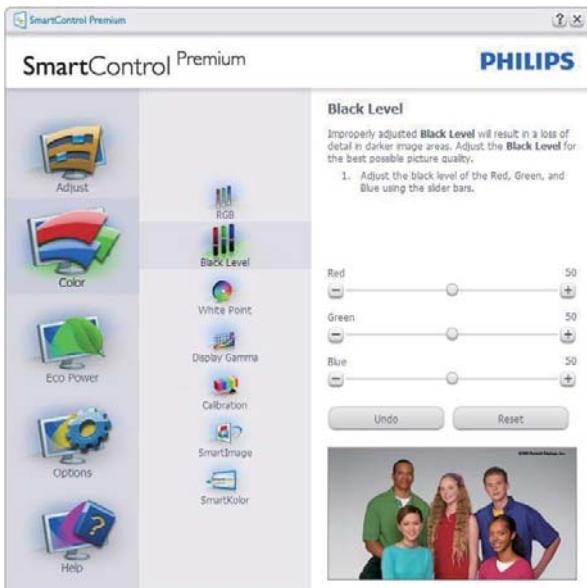 SmartControl Premium
SmartControl Premium
PHILIPS
Adjust
Color
Eco Power
Options
Help
RGB
Black Level
White Point
Display Gamma
Calibration
SmartImage
SmartKolor
Black Level
Improperly adjusted Black Level will result in a loss of
detail in darker image areas. Adjust the Black Level for
the best possible picture quality.
1. Adjust the black level of the Red, Green, and
Blue using the slider bars.
Red 50
Green 50
Blue 50
Undo Reset